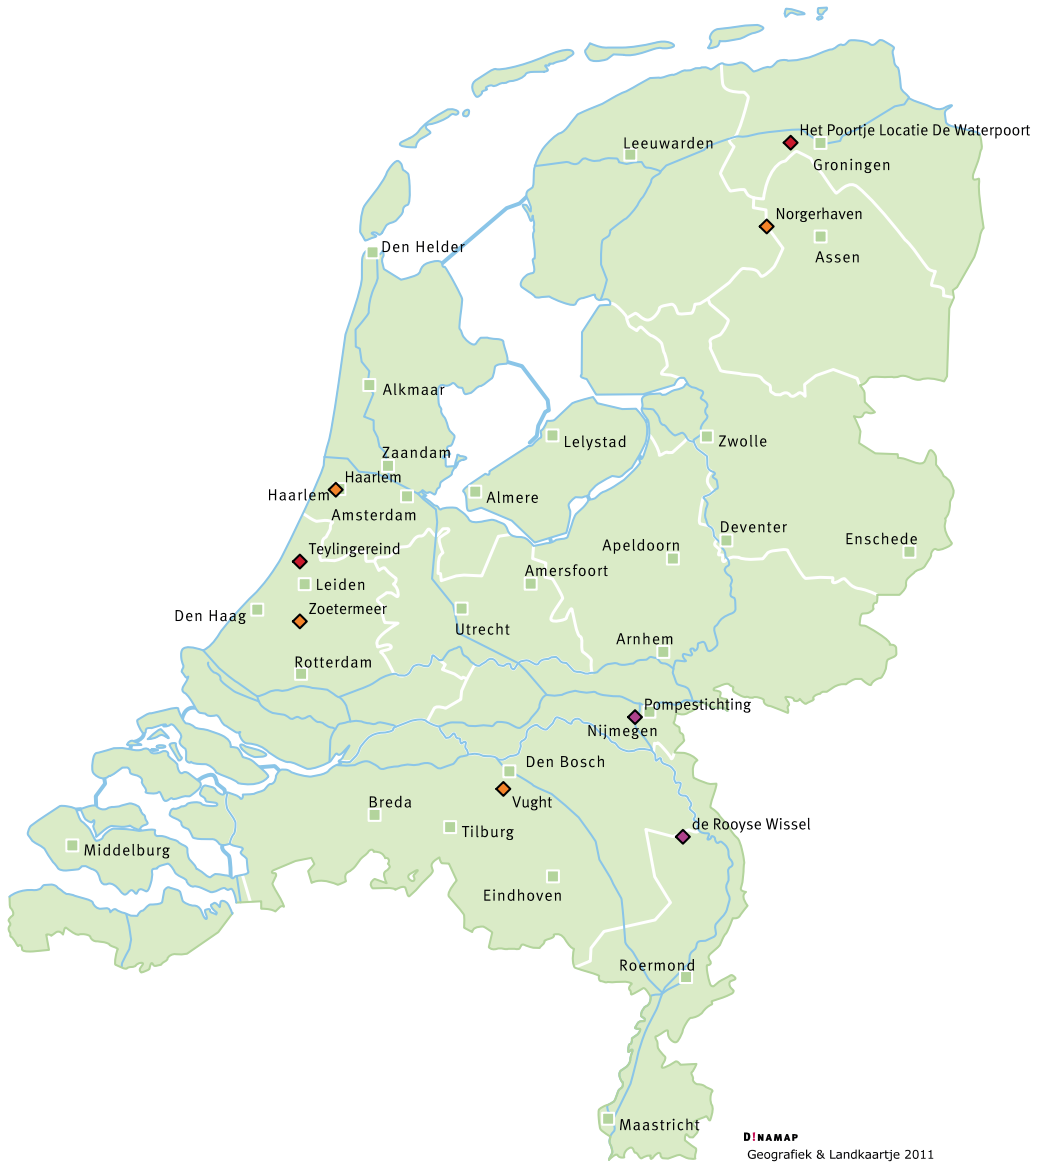 Het Poortje Locatie De Waterpoort
Leeuwarden
Groningen
Norgerhaven
Den Helder
Assen
Alkmaar
Lelystad
Zwolle
Zaandam
Haarlem
Haarlem
Almere
Amsterdam
Deventer
Enschede
Teylingereind
Apeldoorn
Amersfoort
Leiden
Zoetermeer
Den Haag
Utrecht
Arnhem
Rotterdam
Pompestichting
Nijmegen
Den Bosch
Breda
Vught
de Rooyse Wissel
Tilburg
Middelburg
Eindhoven
Roermond
Maastricht
D!NAMAP
Geografiek & Landkaartje 2011